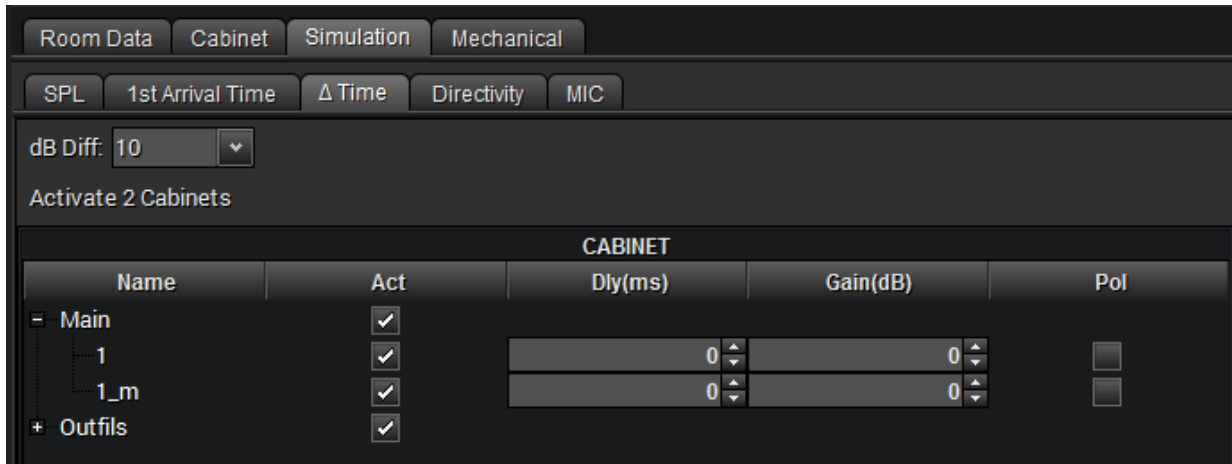 Room Data Cabinet Simulation Mechanical
SPL 1st Arrival Time Δ Time Directivity MIC
dB Diff: 10
Activate 2 Cabinets
CABINET
Name Act Dly(ms) Gain(dB) Pol
Main
1 0 0
1_m 0 0
Outfils